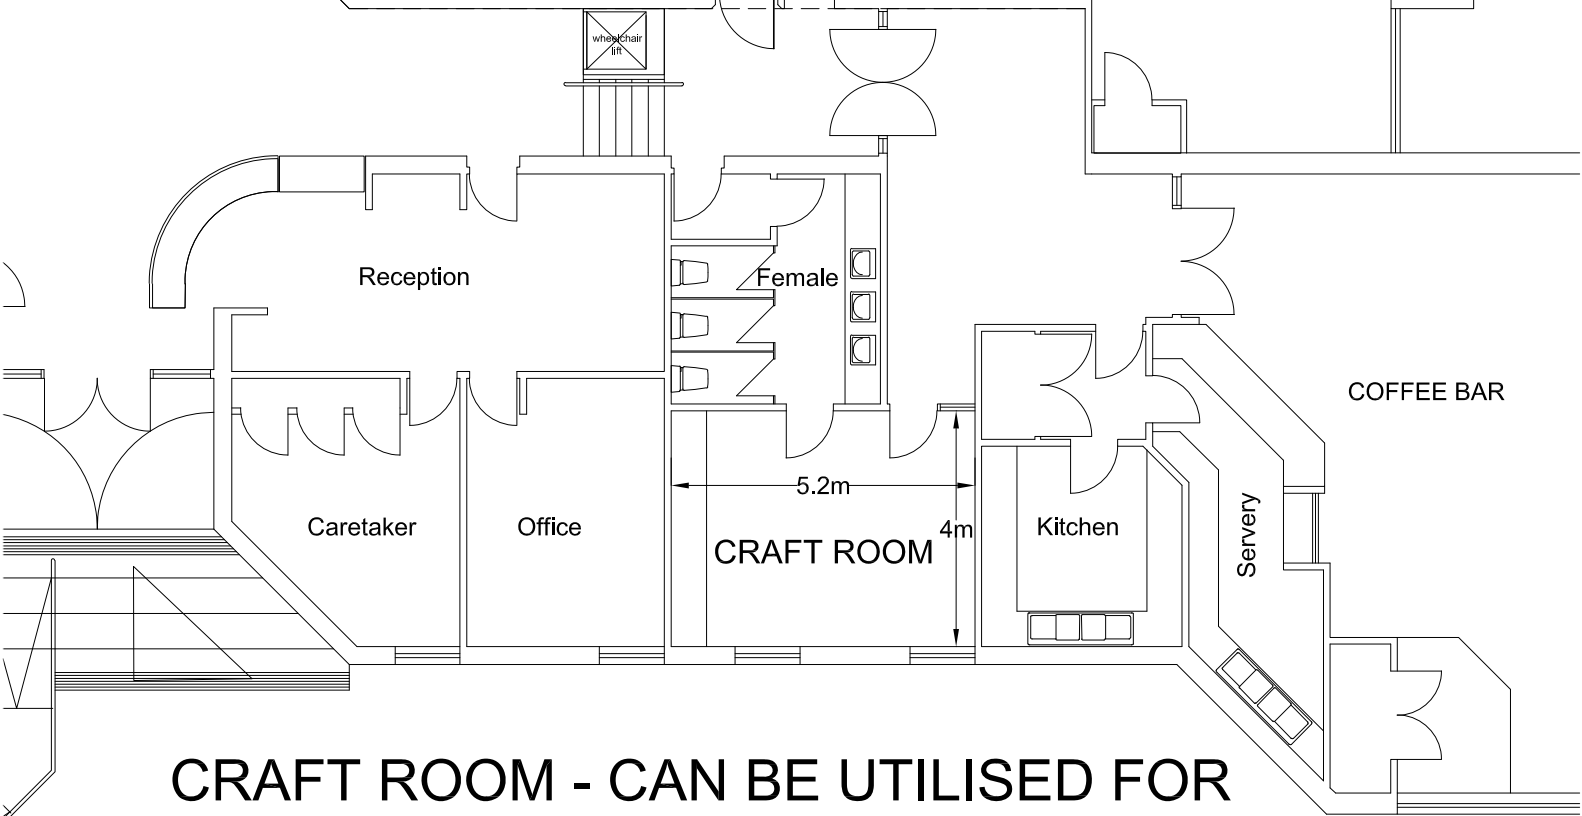 wheelchair
lift
Reception
Female
COFFEE BAR
5.2m
Caretaker
Office
CRAFT ROOM
4m
Kitchen
Servery
CRAFT ROOM - CAN BE UTILISED FOR